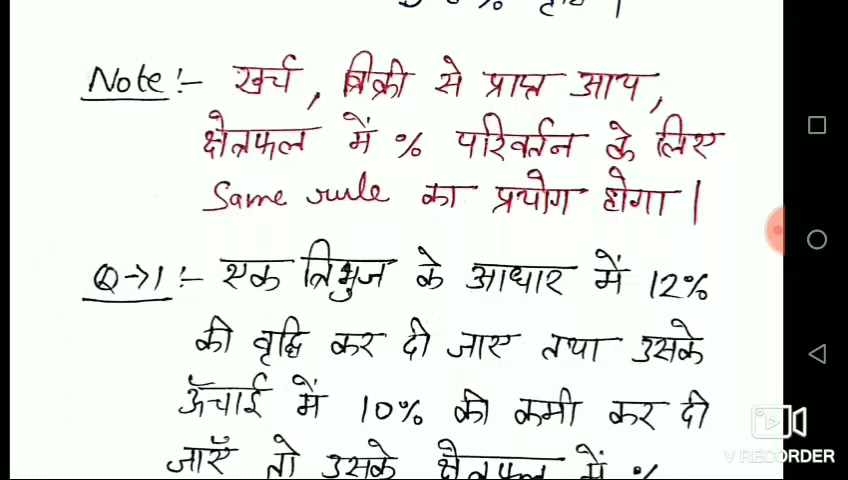 Note :- खर्च , बिक्री से प्राप्त आय ,
क्षेत्रफल में % परिवर्तन के लिए
Same rule का प्रयोग होगा |
Q→1 :- एक त्रिभुज के आधार में 12%
की वृद्धि कर दी जाए तथा उसके
ऊँचाई में 10% की कमी कर दी
जाएँ तो उसके क्षेत्रफल में %
V RECORDER